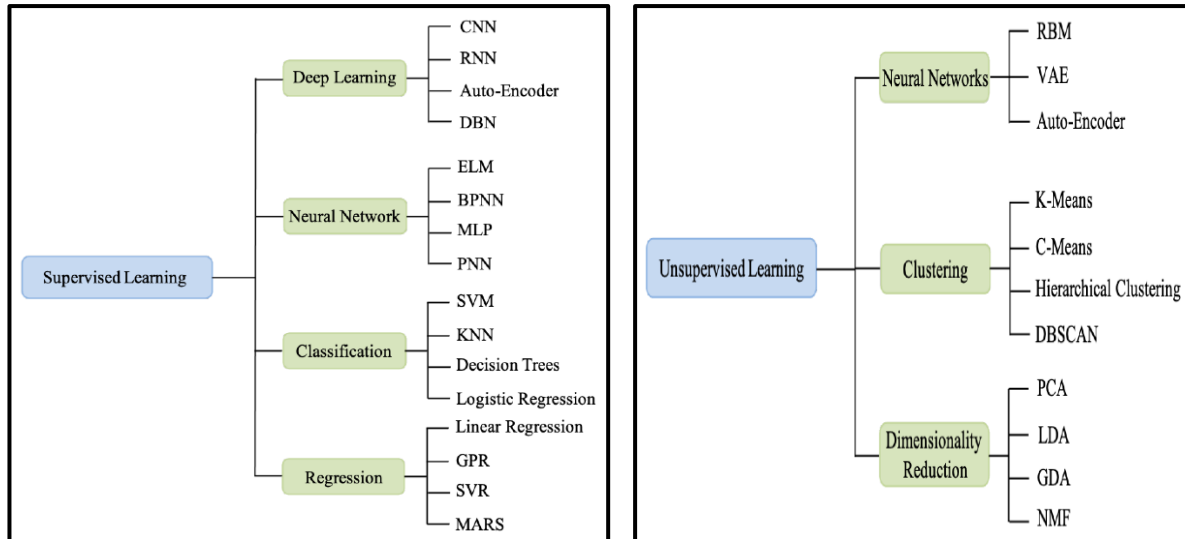 Supervised Learning
Deep Learning
CNN
RNN
Auto-Encoder
DBN
Neural Network
ELM
BPNN
MLP
PNN
Classification
SVM
KNN
Decision Trees
Logistic Regression
Regression
Linear Regression
GPR
SVR
MARS
Unsupervised Learning
Neural Networks
RBM
VAE
Auto-Encoder
Clustering
K-Means
C-Means
Hierarchical Clustering
DBSCAN
Dimensionality
Reduction
PCA
LDA
GDA
NMF